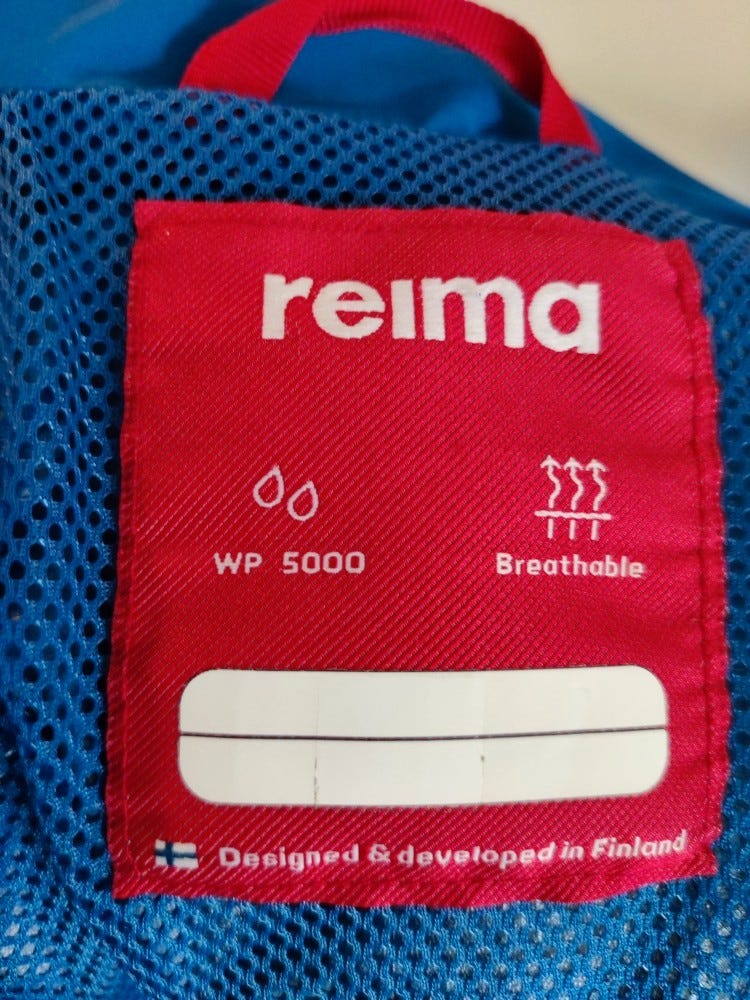 reima
WP 5000
Breathable
Designed & developed in Finland